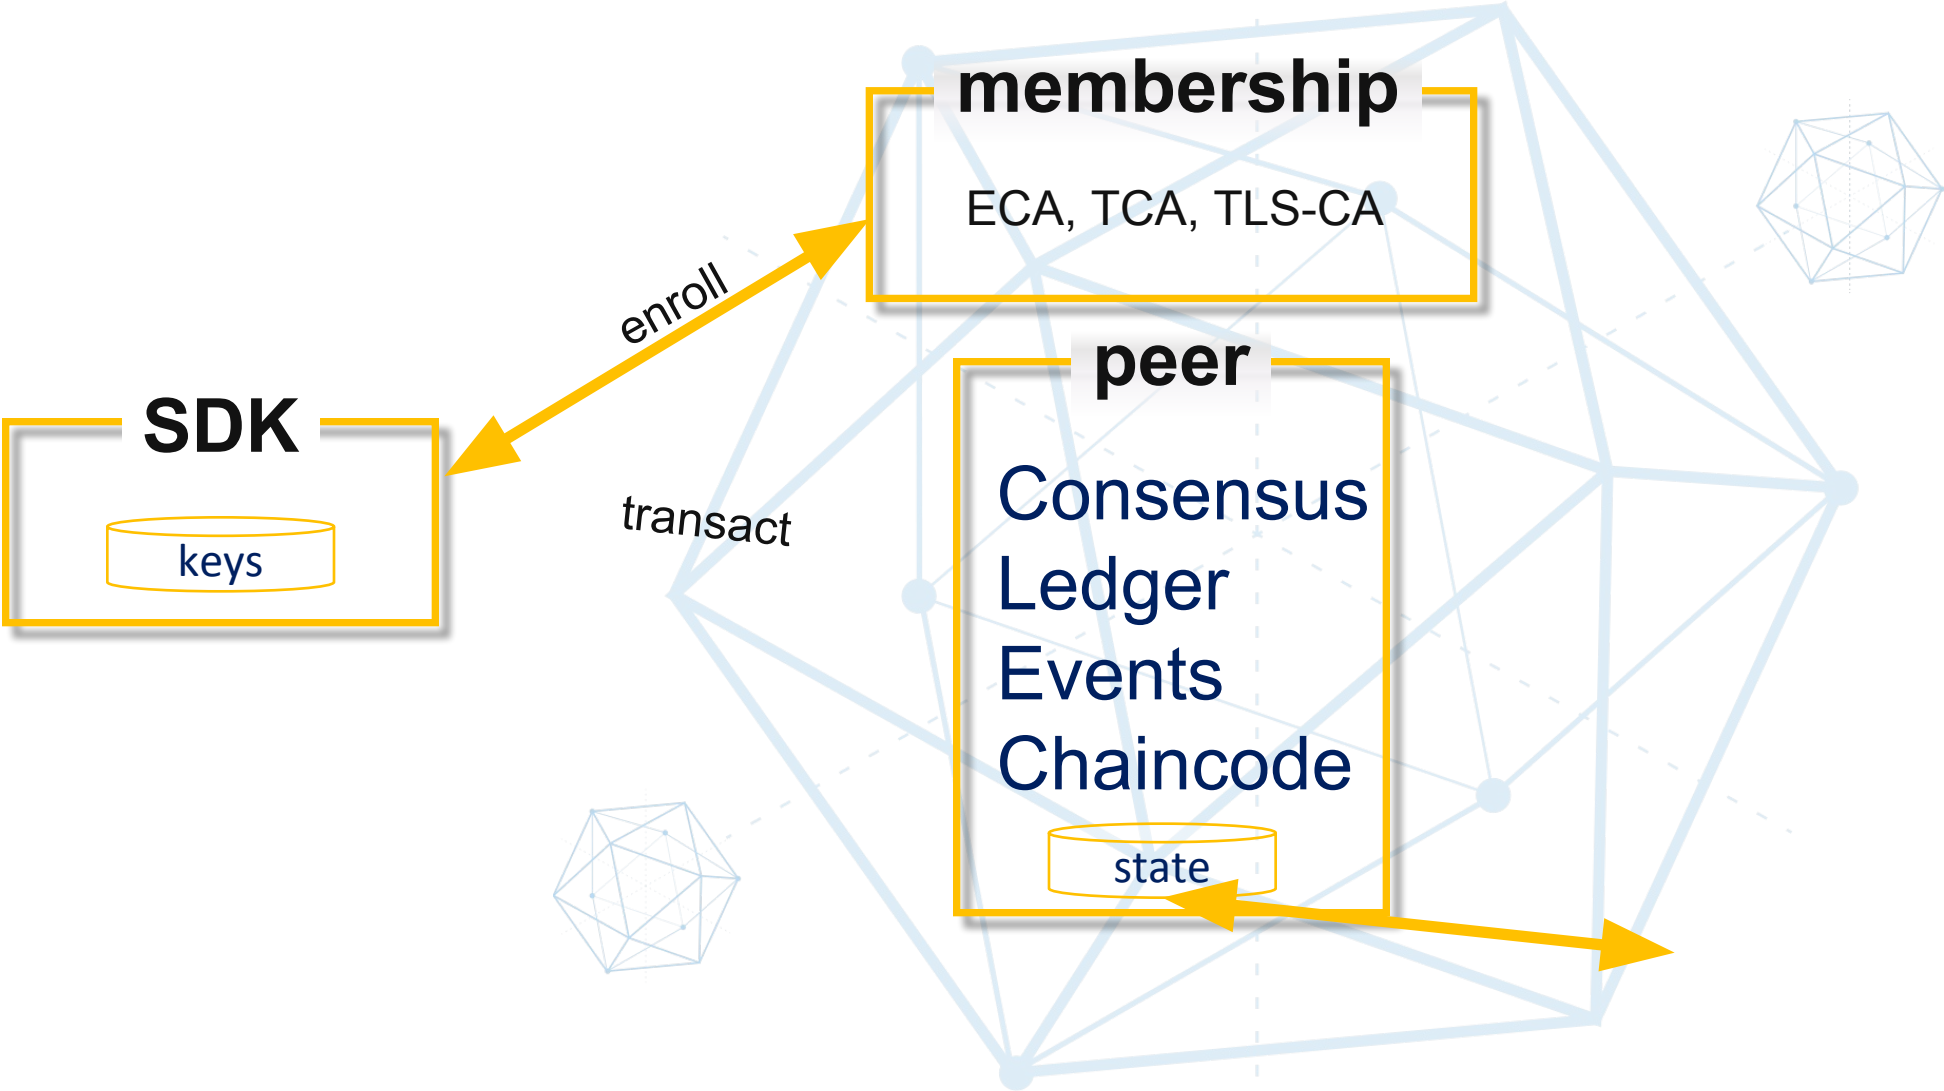 membership
ECA, TCA, TLS-CA
enroll
peer
SDK
keys
transact
Consensus
Ledger
Events
Chaincode
state